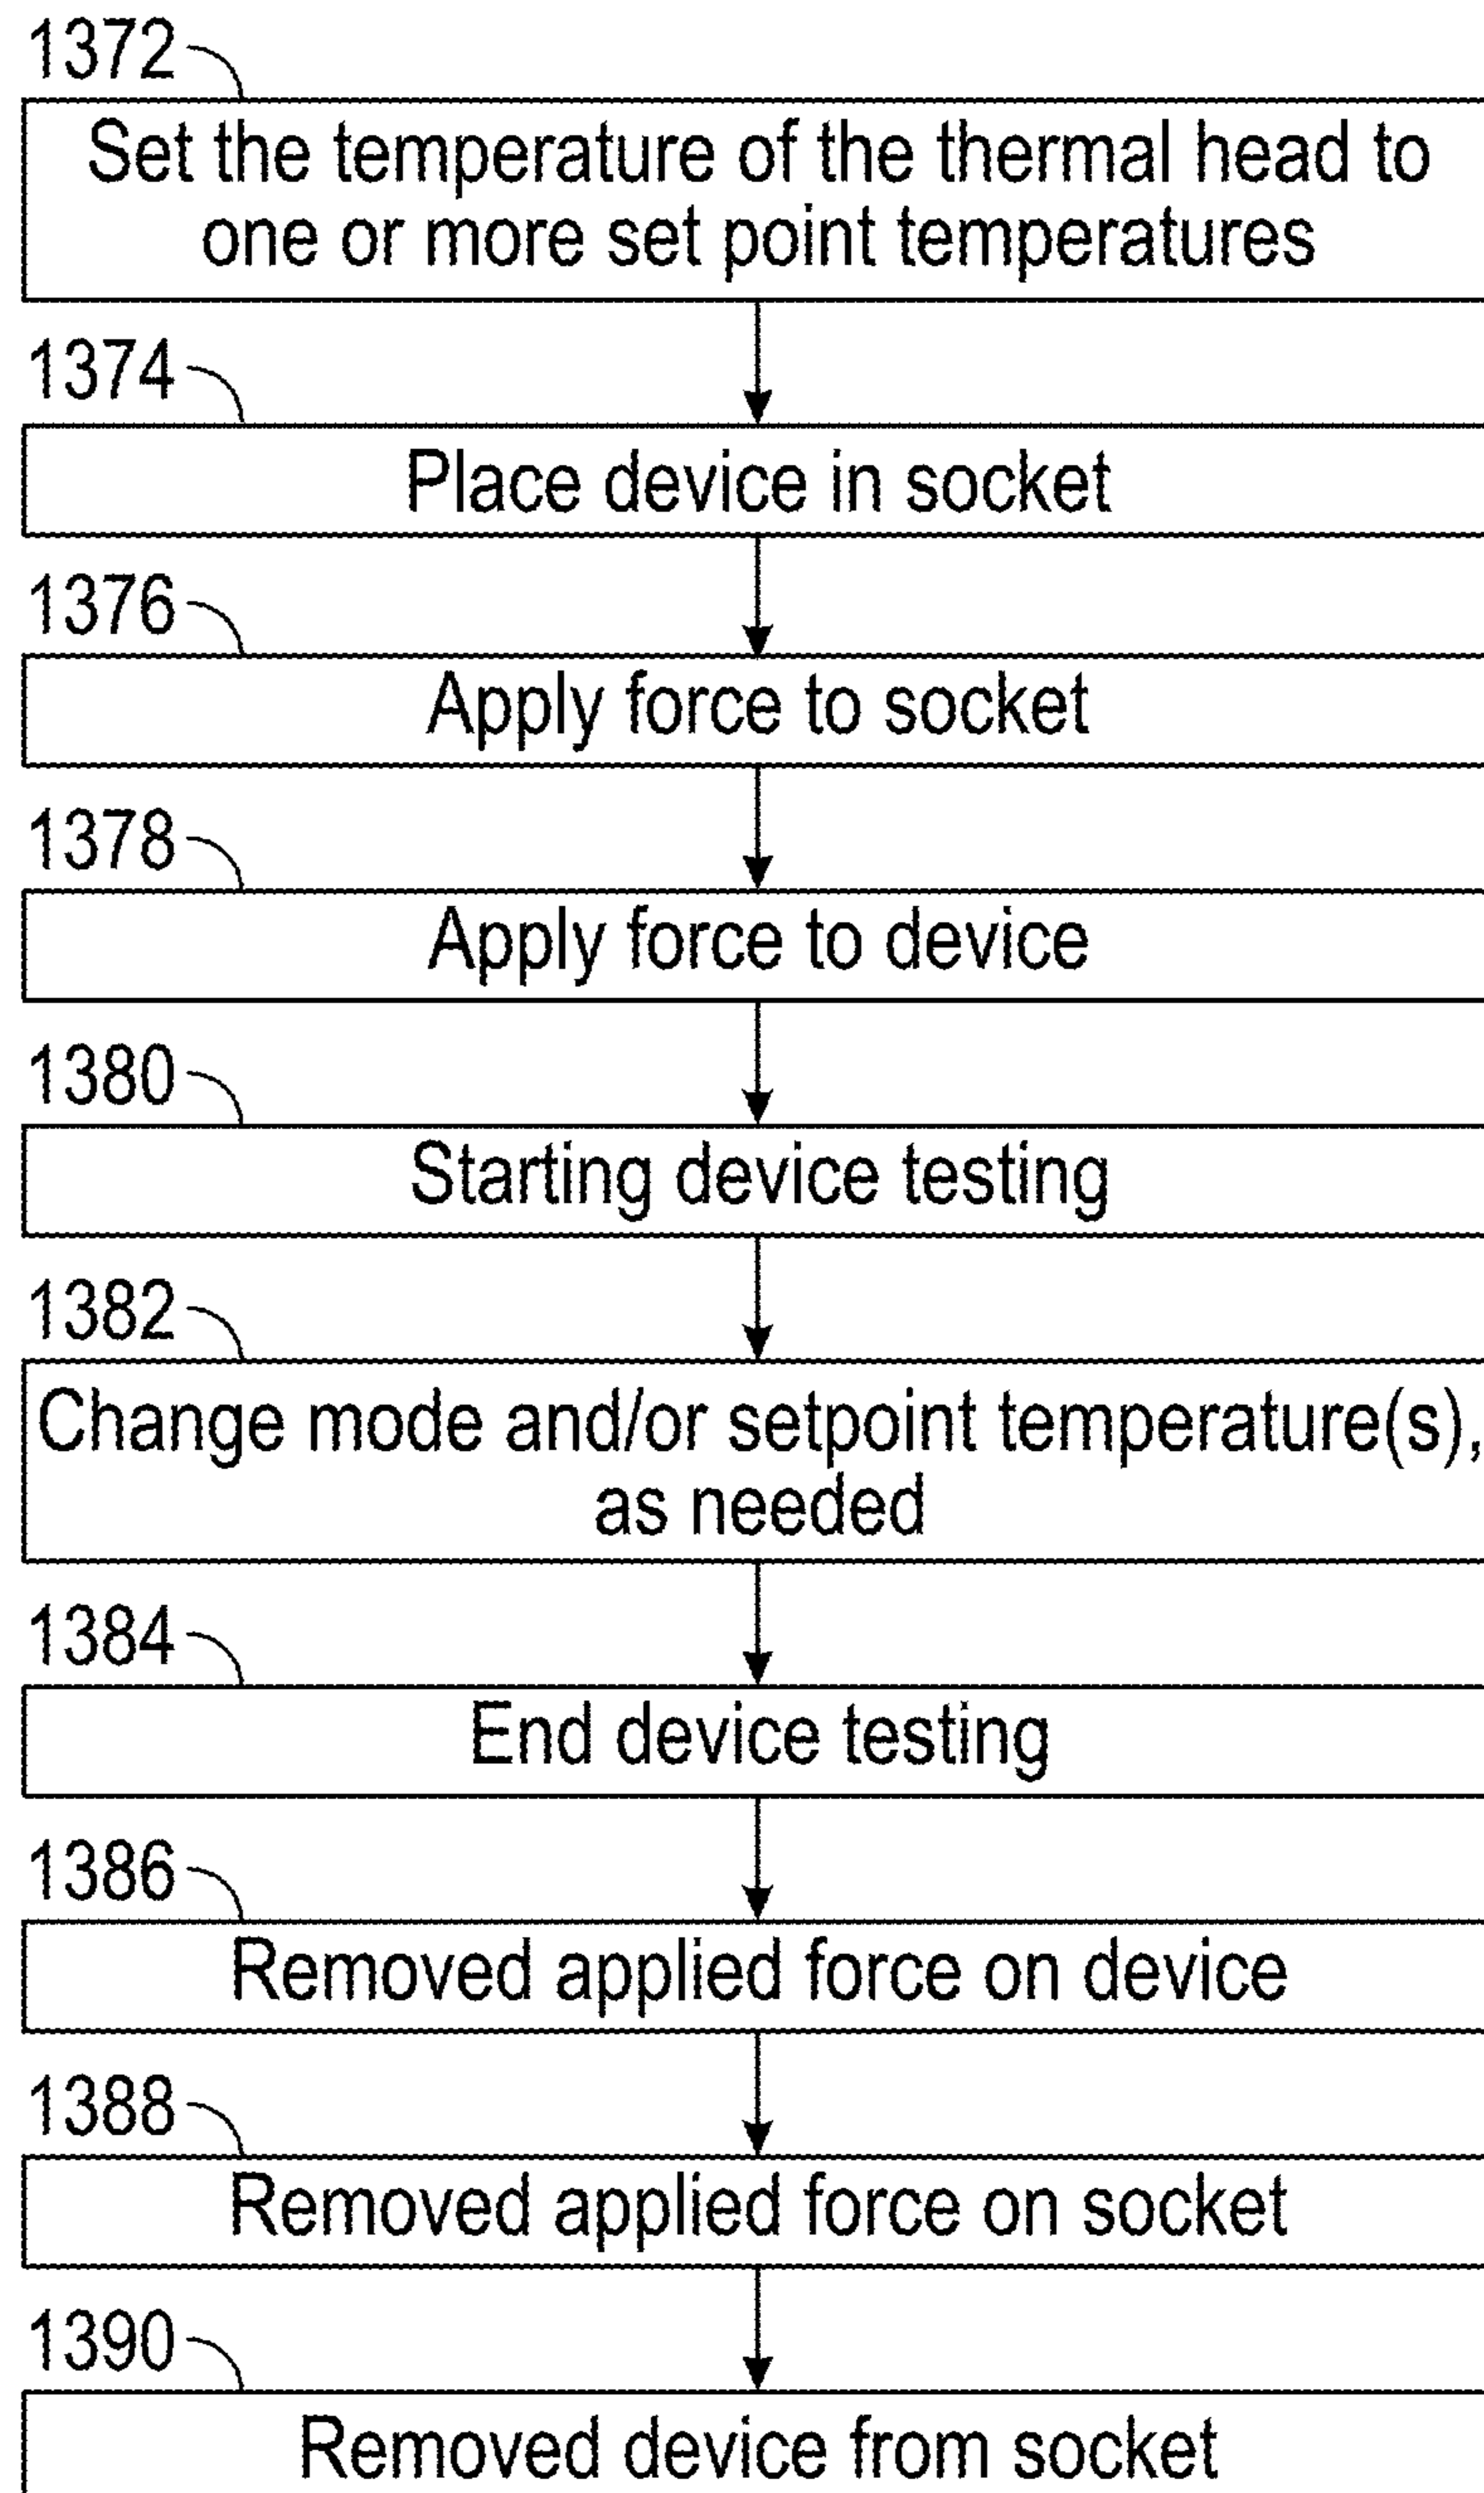 1372
Set the temperature of the thermal head to
one or more set point temperatures
1374
Place device in socket
1376
Apply force to socket
1378
Apply force to device
1380
Starting device testing
1382
Change mode and/or setpoint temperature(s),
as needed
1384
End device testing
1386
Removed applied force on device
1388
Removed applied force on socket
1390
Removed device from socket